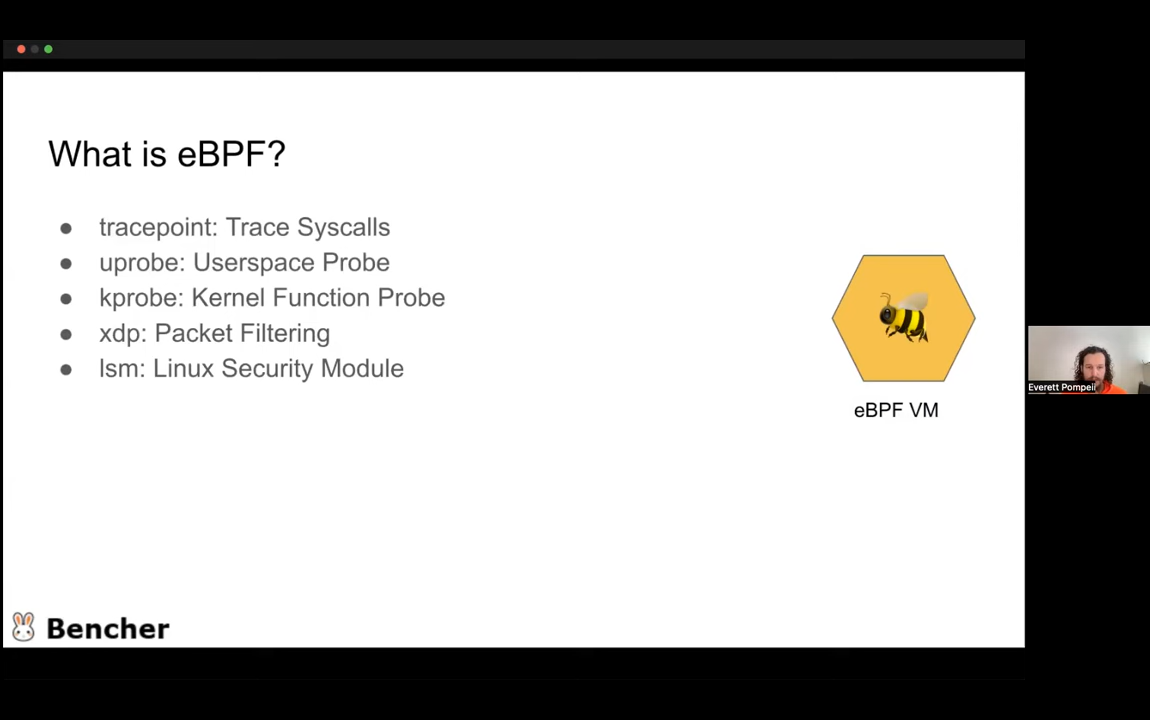 What is eBPF?
● tracepoint: Trace Syscalls
● uprobe: Userspace Probe
● kprobe: Kernel Function Probe
● xdp: Packet Filtering
● lsm: Linux Security Module
eBPF VM
Everett Pompeii
Bencher